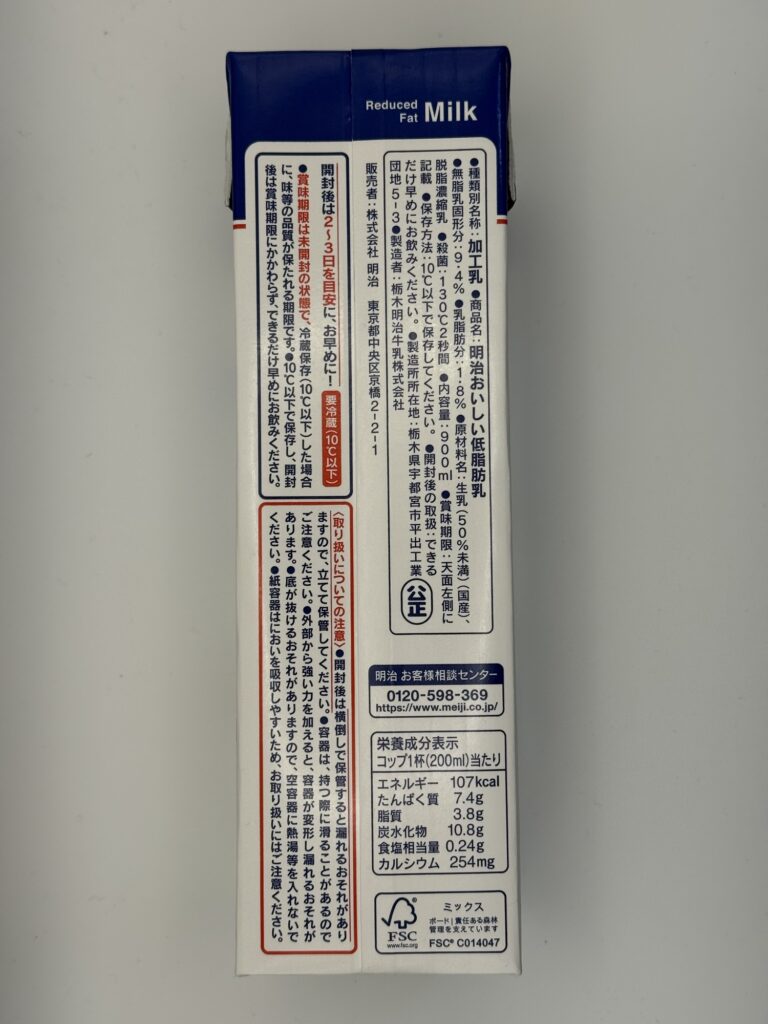 Reduced
Fat Milk
●種類別名称：加工乳 ●商品名：明治おいしい低脂肪乳
●無脂乳固形分：9.4% ●乳脂肪分：1.8% ●原材料名：生乳(50%未満)(国産)、
脱脂濃縮乳 ●殺菌：130℃2秒間 ●内容量：900ml ●賞味期限：天面左側に
記載 ●保存方法：10℃以下で保存してください。 ●開封後の取扱：できる
だけ早めにお飲みください。 ●製造所所在地：栃木県宇都宮市平出工業
団地5-3 ●製造者：栃木明治牛乳株式会社
公正
販売者：株式会社 明治 東京都中央区京橋2-2-1
開封後は2～3日を目安に、お早めに！ 要冷蔵(10℃以下)
●賞味期限は未開封の状態で、冷蔵保存(10℃以下)した場合
に、味等の品質が保たれる期限です。●10℃以下で保存し、開封
後は賞味期限にかかわらず、できるだけ早めにお飲みください。
〈取り扱いについての注意〉●開封後は横倒しで保管すると漏れるおそれがあり
ますので、立てて保管してください。●容器は、持つ際に滑ることがあるので
ご注意ください。●外部から強い力を加えると、容器が変形し漏れるおそれが
あります。●底が抜けるおそれがありますので、空容器に熱湯等を入れないで
ください。●紙容器はにおいを吸収しやすいため、お取り扱いにはご注意ください。
明治 お客様相談センター
0120-598-369
https://www.meiji.co.jp/
栄養成分表示
コップ1杯(200ml)当たり
エネルギー 107kcal
たんぱく質 7.4g
脂質 3.8g
炭水化物 10.8g
食塩相当量 0.24g
カルシウム 254mg
FSC
www.fsc.org
ミックス
ボード|責任ある森林
管理を支えています
FSC® C014047